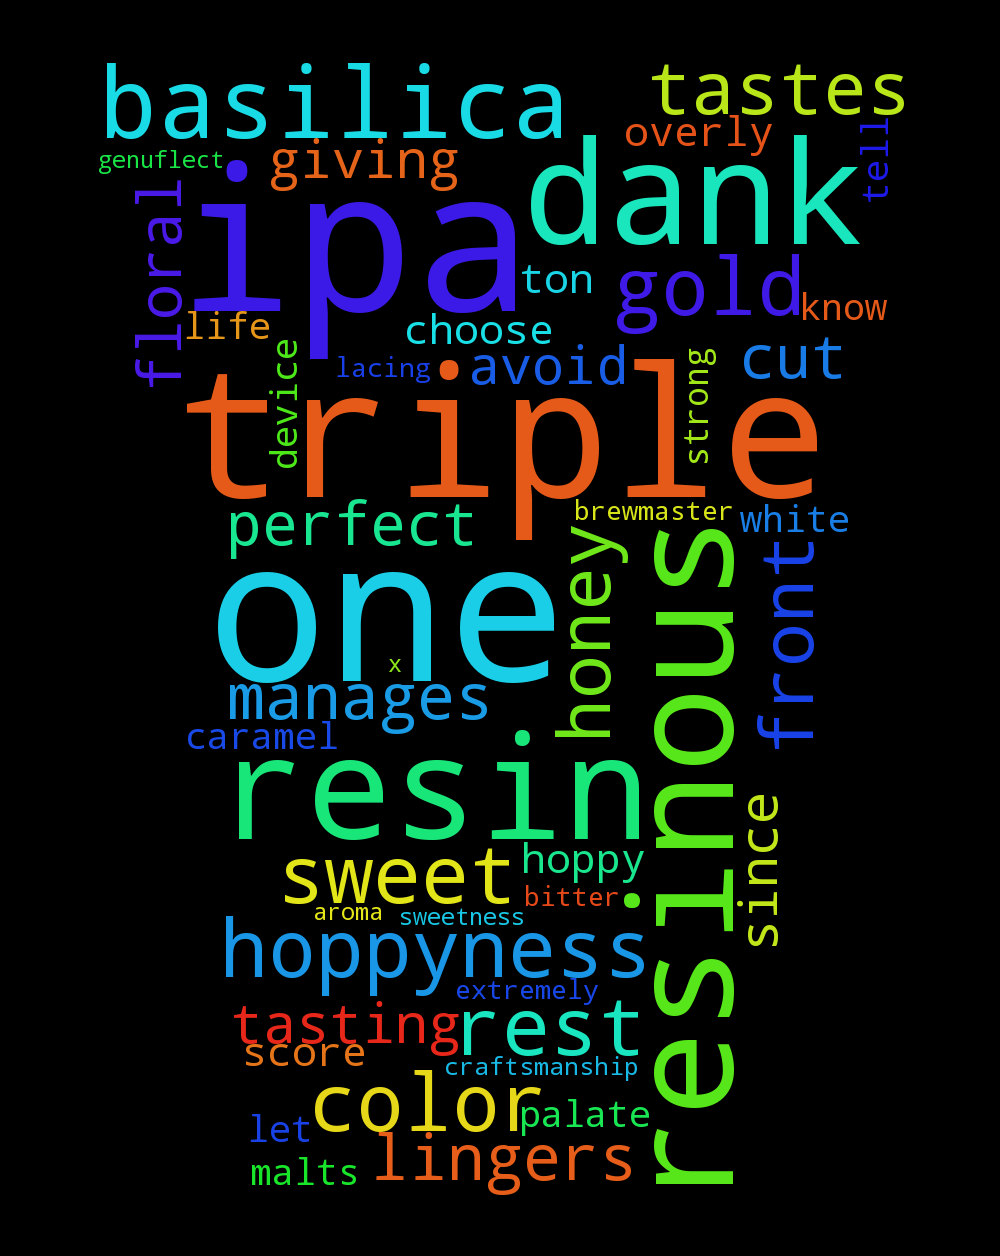 basilica
tastes
overly
genuflect
giving
dank
tell
floral
ipa
ton
gold
know
life
choose
device
lacing
avoid
strong
cut
triple
perfect
brewmaster
white
one
honey
resinous
front
x
manages
caramel
resin
since
sweet
hoppy
bitter
aroma
sweetness
hoppyness
extremely
tasting
rest
score
craftsmanship
color
palate
let
lingers
malts